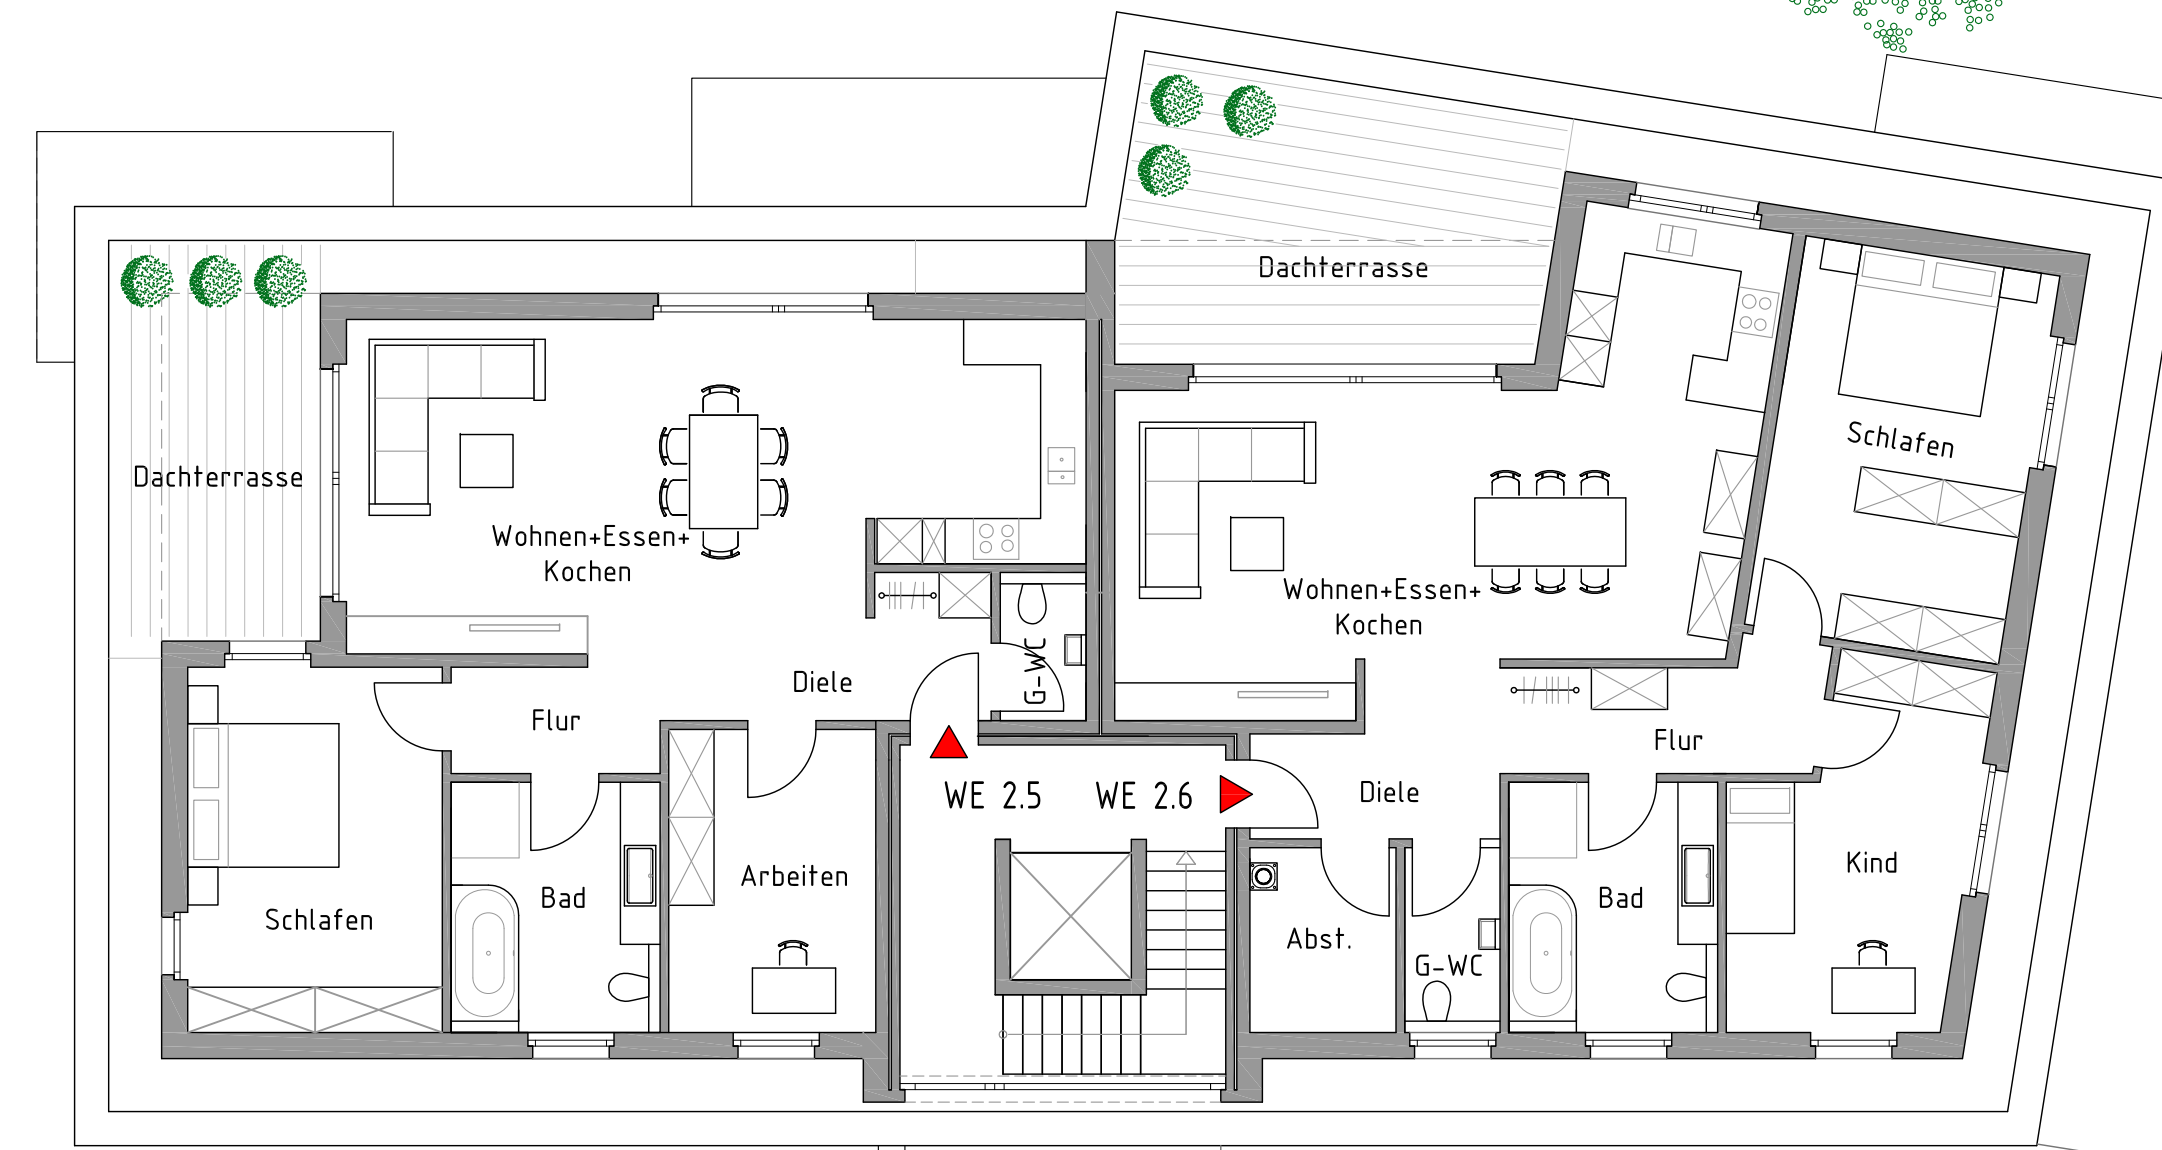 Dachterrasse
Wohnen+Essen+
Kochen
Diele
G-WC
Flur
Schlafen
Bad
Arbeiten
WE 2.5
WE 2.6
Dachterrasse
Schlafen
Wohnen+Essen+
Kochen
Flur
Diele
Abst.
G-WC
Bad
Kind